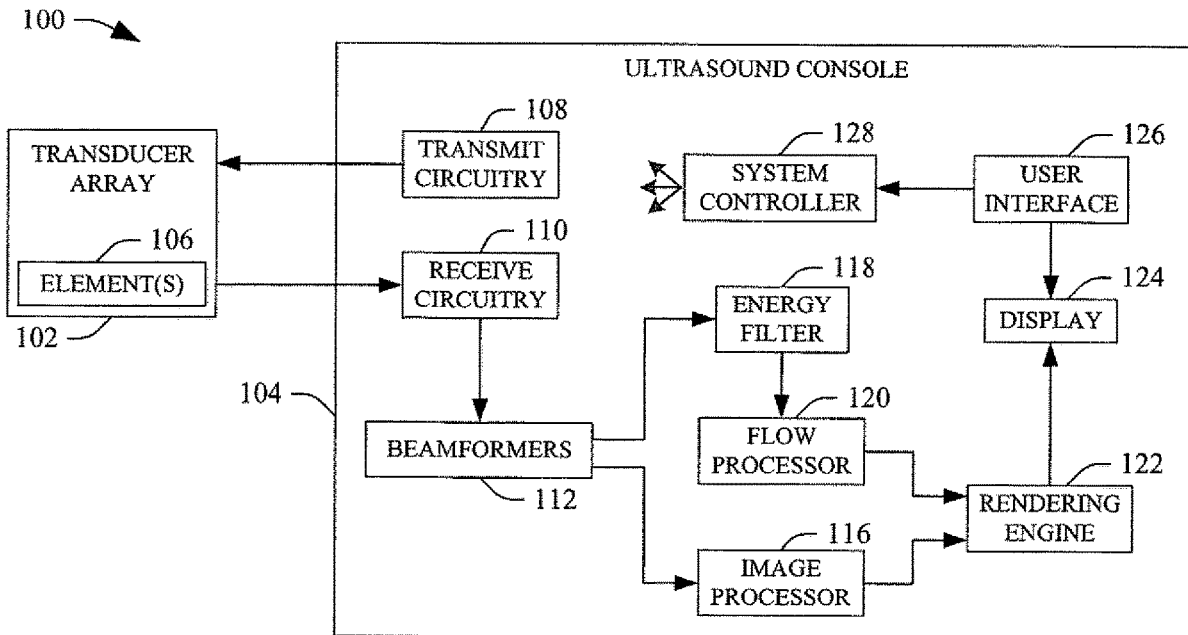 100
ULTRASOUND CONSOLE
TRANSDUCER
ARRAY
106
ELEMENT(S)
102
104
108
TRANSMIT
CIRCUITRY
110
RECEIVE
CIRCUITRY
BEAMFORMERS
112
128
SYSTEM
CONTROLLER
126
USER
INTERFACE
118
ENERGY
FILTER
124
DISPLAY
120
FLOW
PROCESSOR
122
RENDERING
ENGINE
116
IMAGE
PROCESSOR